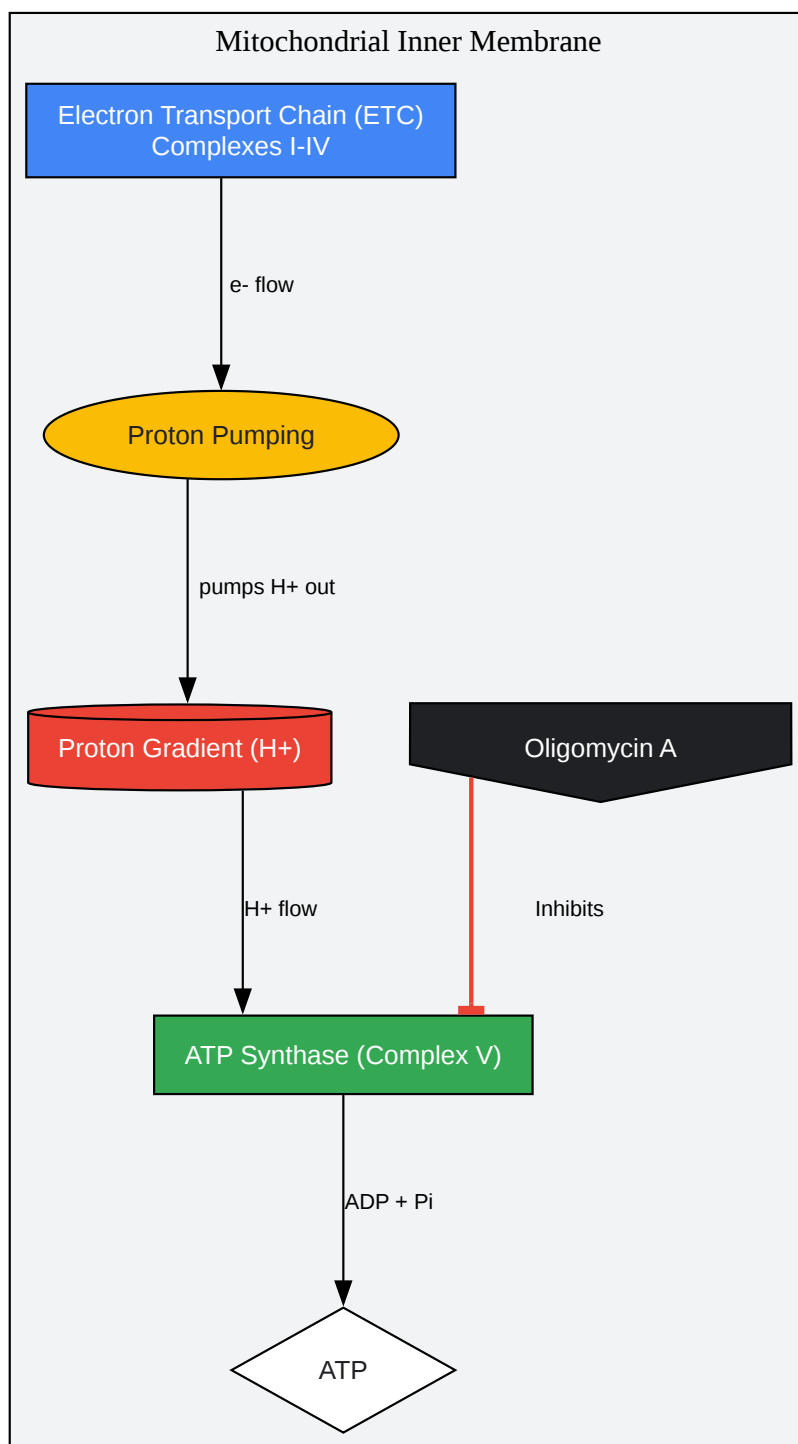 Mitochondrial Inner Membrane
Electron Transport Chain (ETC)
Complexes I-IV
e- flow
Proton Pumping
pumps H+ out
Proton Gradient (H+)
Oligomycin A
H+ flow
Inhibits
ATP Synthase (Complex V)
ADP + Pi
ATP